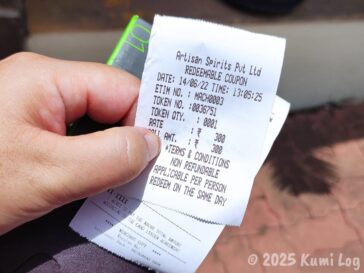 Artisan Spirits Pvt Ltd
REDEEMABLE COUPON
DATE: 14/06/22 TIME: 13:05:25
ETIM NO.: MACH0003
TOKEN NO. :0036751
TOKEN QTY. : 0001
RATE : ₹ 300
AMT. : ₹ 300
TERMS & CONDITIONS
NON REFUNDABLE
APPLICABLE PER PERSON
REDEEM ON THE SAME DAY
© 2025 Kumi Log